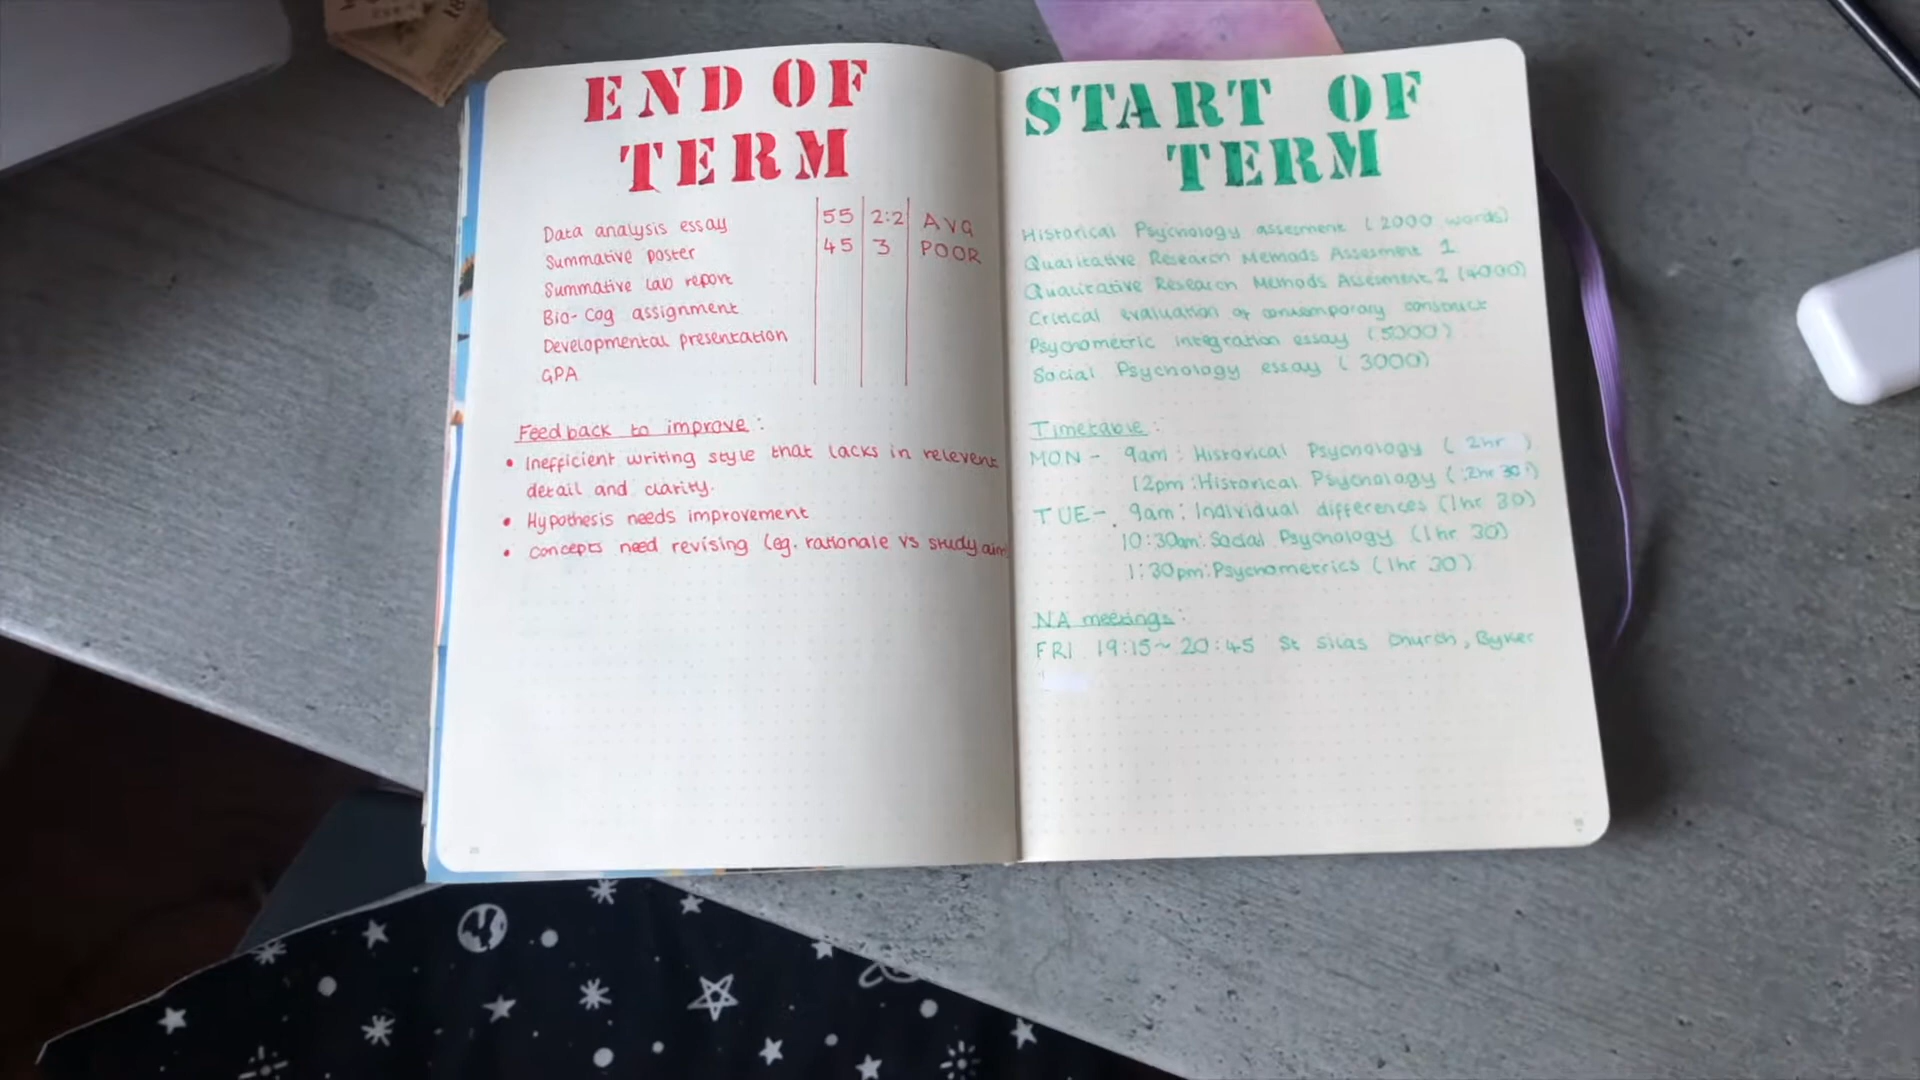 END OF
TERM
Data analysis essay 55 2:2 AVG
Summative poster 45 3 POOR
Summative lab report
Bio-Cog assignment
Developmental presentation
GPA
Feedback to improve:
• Inefficient writing style that lacks in relevent
detail and clarity.
• Hypothesis needs improvement
• Concepts need revising (eg. rationale vs study aim)
START OF
TERM
Historical Psychology assesment (2000 words)
Qualitative Research Methods Assesment 1
Qualitative Research Methods Assesment 2 (4000)
Critical evaluation of contemporary construct
Psychometric integration essay (5000)
Social Psychology essay (3000)
Timetable:
MON - 9am: Historical Psychology (2hr)
12pm: Historical Psychology (2hr 30)
TUE - 9am: Individual differences (1hr 30)
10:30am: Social Psychology (1hr 30)
1:30pm: Psychometrics (1hr 30)
NA meetings:
FRI 19:15~20:45 St Silas Church, Byker